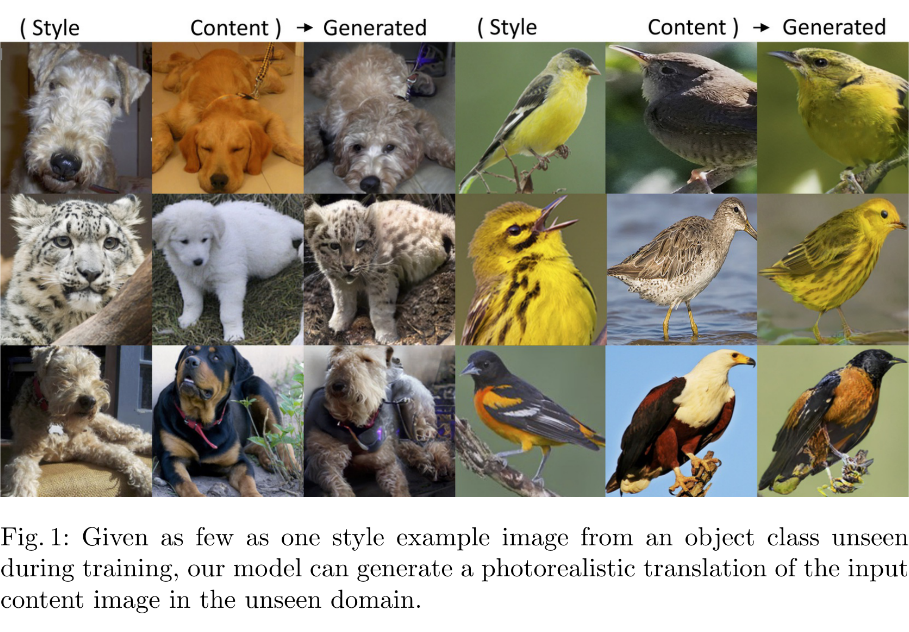 ( Style Content ) → Generated ( Style Content ) → Generated
Fig. 1: Given as few as one style example image from an object class unseen
during training, our model can generate a photorealistic translation of the input
content image in the unseen domain.